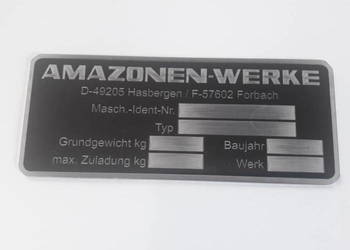 AMAZONEN-WERKE
D-49205 Hasbergen / F-57602 Forbach
Masch.-Ident-Nr.
Typ
Grundgewicht kg Baujahr
max. Zuladung kg Werk